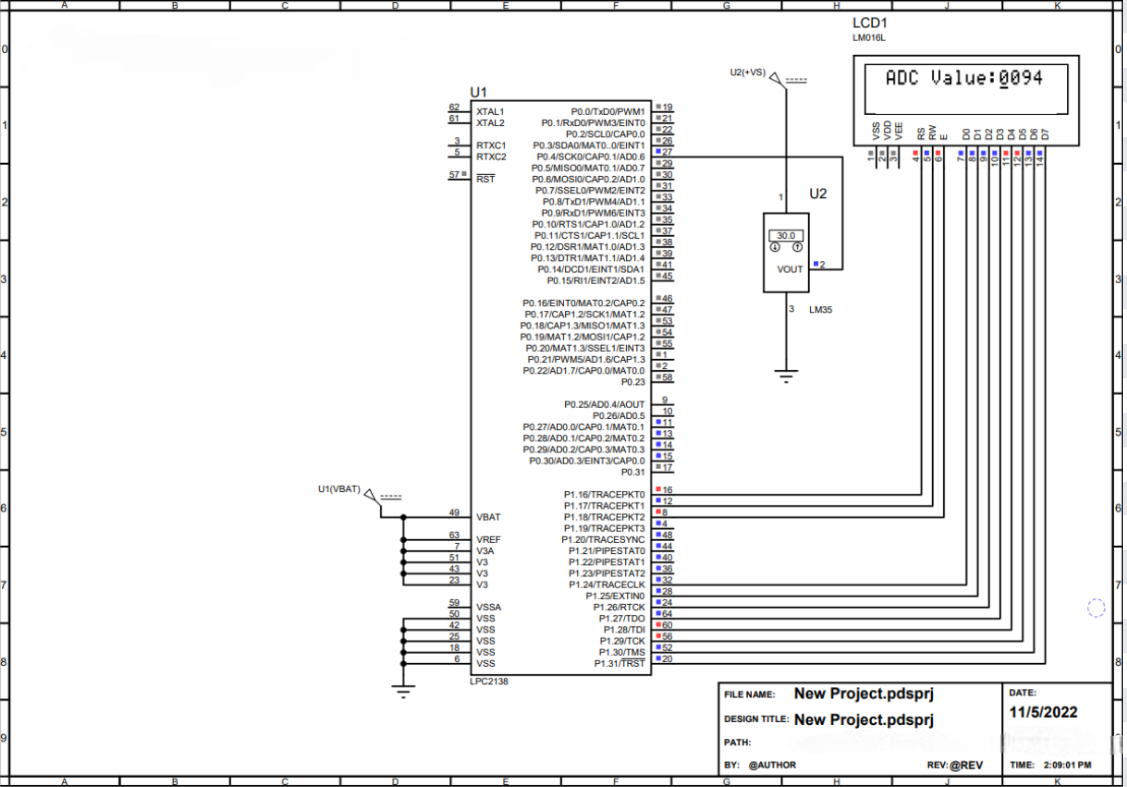 A B C D E F G H J K
LCD1
LM016L
ADC Value:0094
VSS VDD VEE RS RW E D0 D1 D2 D3 D4 D5 D6 D7
1 2 3 4 5 6 7 8 9 10 11 12 13 14
U2(+VS)
1
U2
30.0
VOUT 2
3 LM35
U1
62 XTAL1
61 XTAL2
3 RTXC1
5 RTXC2
57 RST
P0.0/TxD0/PWM1 19
P0.1/RxD0/PWM3/EINT0 21
P0.2/SCL0/CAP0.0 22
P0.3/SDA0/MAT0..0/EINT1 26
P0.4/SCK0/CAP0.1/AD0.6 27
P0.5/MISO0/MAT0.1/AD0.7 29
P0.6/MOSI0/CAP0.2/AD1.0 30
P0.7/SSEL0/PWM2/EINT2 31
P0.8/TxD1/PWM4/AD1.1 33
P0.9/RxD1/PWM6/EINT3 34
P0.10/RTS1/CAP1.0/AD1.2 35
P0.11/CTS1/CAP1.1/SCL1 37
P0.12/DSR1/MAT1.0/AD1.3 38
P0.13/DTR1/MAT1.1/AD1.4 39
P0.14/DCD1/EINT1/SDA1 41
P0.15/RI1/EINT2/AD1.5 45
P0.16/EINT0/MAT0.2/CAP0.2 46
P0.17/CAP1.2/SCK1/MAT1.2 47
P0.18/CAP1.3/MISO1/MAT1.3 53
P0.19/MAT1.2/MOSI1/CAP1.2 54
P0.20/MAT1.3/SSEL1/EINT3 55
P0.21/PWM5/AD1.6/CAP1.3 1
P0.22/AD1.7/CAP0.0/MAT0.0 2
P0.23 58
P0.25/AD0.4/AOUT 9
P0.26/AD0.5 10
P0.27/AD0.0/CAP0.1/MAT0.1 11
P0.28/AD0.1/CAP0.2/MAT0.2 13
P0.29/AD0.2/CAP0.3/MAT0.3 14
P0.30/AD0.3/EINT3/CAP0.0 15
P0.31 17
P1.16/TRACEPKT0 16
P1.17/TRACEPKT1 12
P1.18/TRACEPKT2 8
P1.19/TRACEPKT3 4
P1.20/TRACESYNC 48
P1.21/PIPESTAT0 44
P1.22/PIPESTAT1 40
P1.23/PIPESTAT2 36
P1.24/TRACECLK 32
P1.25/EXTIN0 28
P1.26/RTCK 24
P1.27/TDO 64
P1.28/TDI 60
P1.29/TCK 56
P1.30/TMS 52
P1.31/TRST 20
U1(VBAT)
49 VBAT
63 VREF
7 V3A
51 V3
43 V3
23 V3
59 VSSA
50 VSS
42 VSS
25 VSS
18 VSS
6 VSS
LPC2138
0 0
1 1
2 2
3 3
4 4
5 5
6 6
7 7
8 8
9
FILE NAME: New Project.pdsprj
DESIGN TITLE: New Project.pdsprj
PATH:
BY: @AUTHOR REV:@REV
DATE:
11/5/2022
TIME: 2:09:01 PM
A B C D E F G H J K